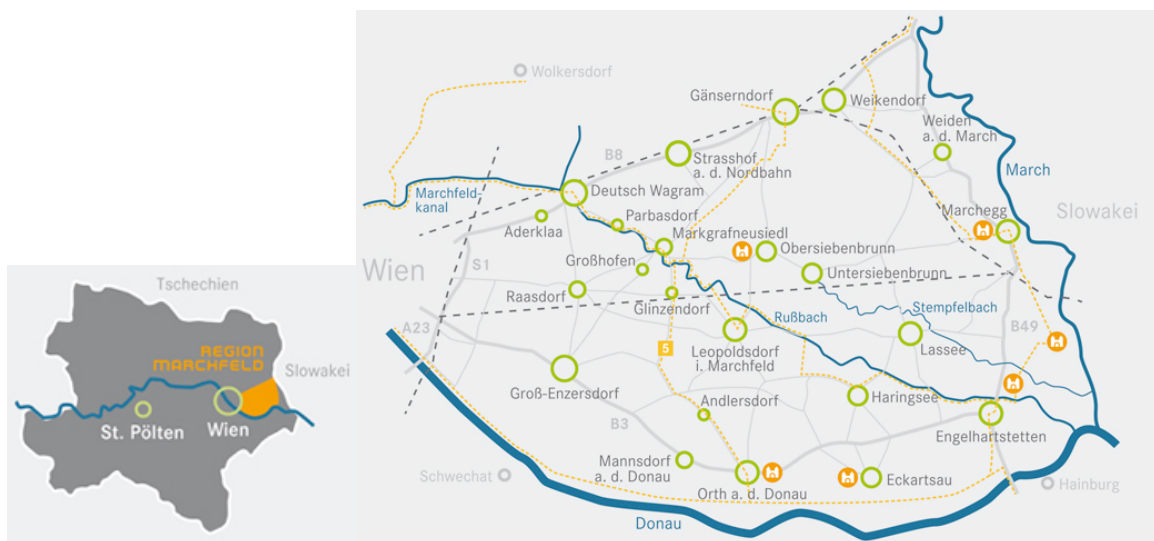 Wolkersdorf
Gänserndorf
Weikendorf
Weiden
a. d. March
B8
Strasshof
a. d. Nordbahn
March
Marchfeld-
kanal
Deutsch Wagram
Parbasdorf
Marchegg
Slowakei
Aderklaa
Markgrafneusiedl
Obersiebenbrunn
Wien
S1
Großhofen
Untersiebenbrunn
Raasdorf
Glinzendorf
Stempfelbach
Rußbach
A23
B49
5
Leopoldsdorf
i. Marchfeld
Lassee
Groß-Enzersdorf
Andlersdorf
Haringsee
B3
Engelhartstetten
Mannsdorf
a. d. Donau
Schwechat
Orth a. d. Donau
Eckartsau
Hainburg
Donau
Tschechien
REGION
MARCHFELD
Slowakei
St. Pölten
Wien